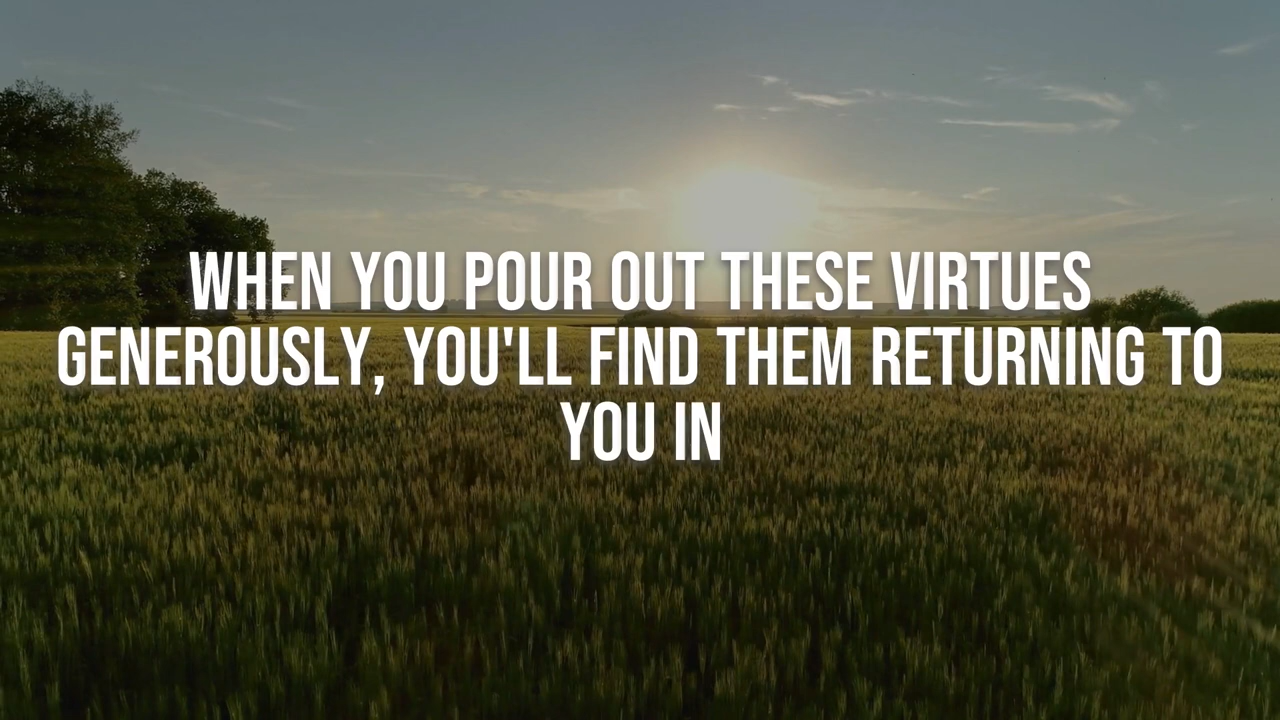 WHEN YOU POUR OUT THESE VIRTUES
GENEROUSLY, YOU'LL FIND THEM RETURNING TO
YOU IN